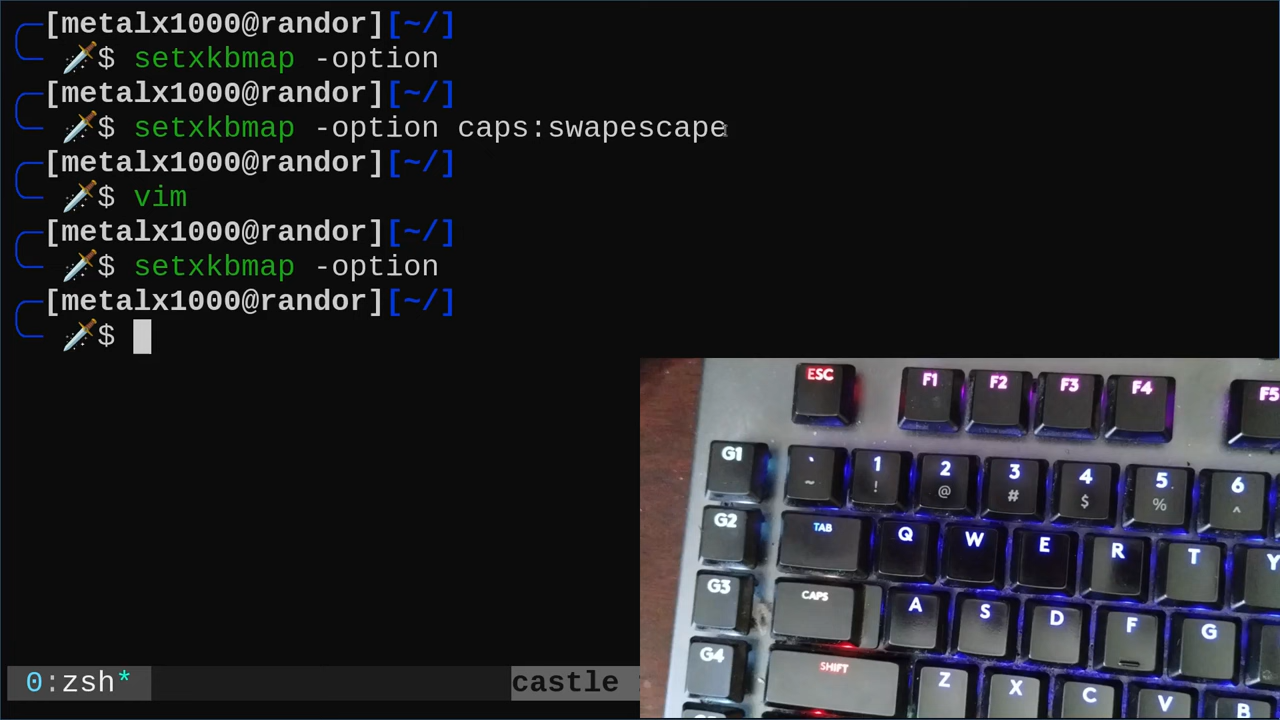 [metalx1000@randor][~/]
🗡️$ setxkbmap -option
[metalx1000@randor][~/]
🗡️$ setxkbmap -option caps:swapescape
[metalx1000@randor][~/]
🗡️$ vim
[metalx1000@randor][~/]
🗡️$ setxkbmap -option
[metalx1000@randor][~/]
🗡️$
ESC F1 F2 F3 F4 F5
G1 ` 1 2 3 4 5 6
~ ! @ # $ % ^
G2 TAB Q W E R T Y
G3 CAPS A S D F G
G4 SHIFT Z X C V B
0:zsh* castle